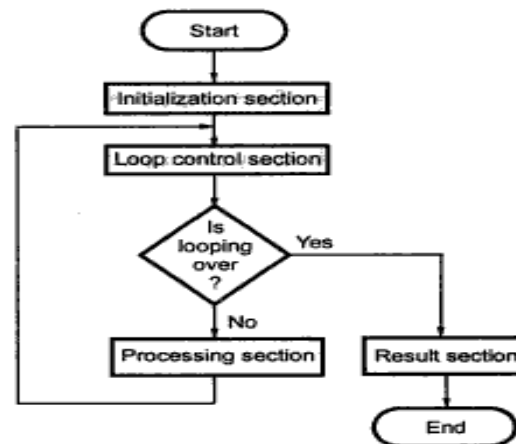 Start
Initialization section
Loop control section
Is
looping
over
?
Yes
No
Processing section
Result section
End